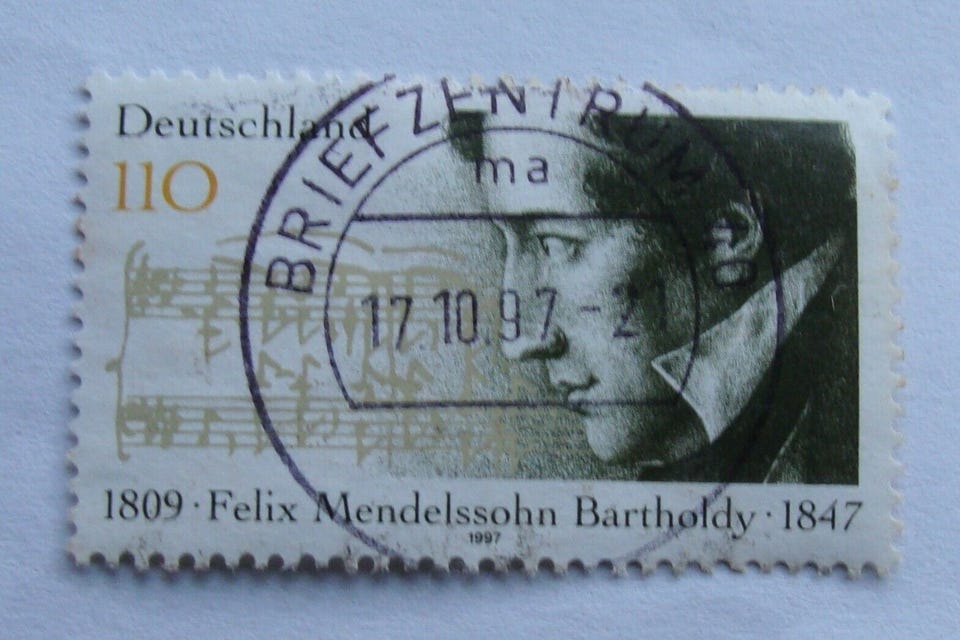 Deutschland
110
BRIEFZENTRUM
ma
17.10.97-21
1809 · Felix Mendelssohn Bartholdy · 1847
1997